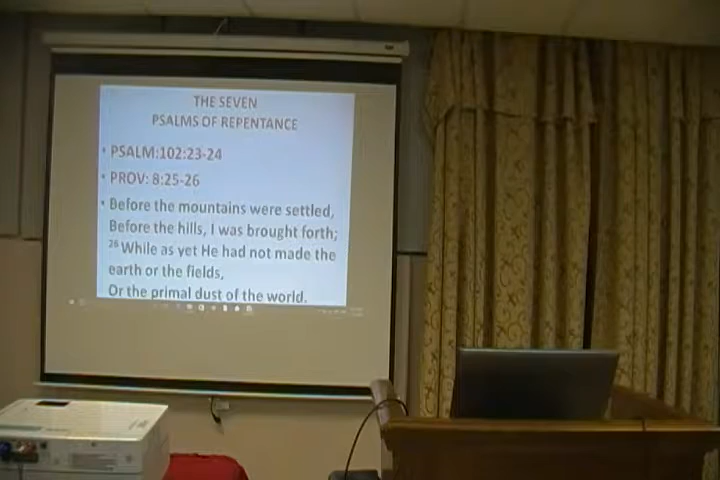 THE SEVEN
PSALMS OF REPENTANCE
• PSALM:102:23-24
• PROV: 8:25-26
• Before the mountains were settled,
Before the hills, I was brought forth;
26 While as yet He had not made the
earth or the fields,
Or the primal dust of the world.